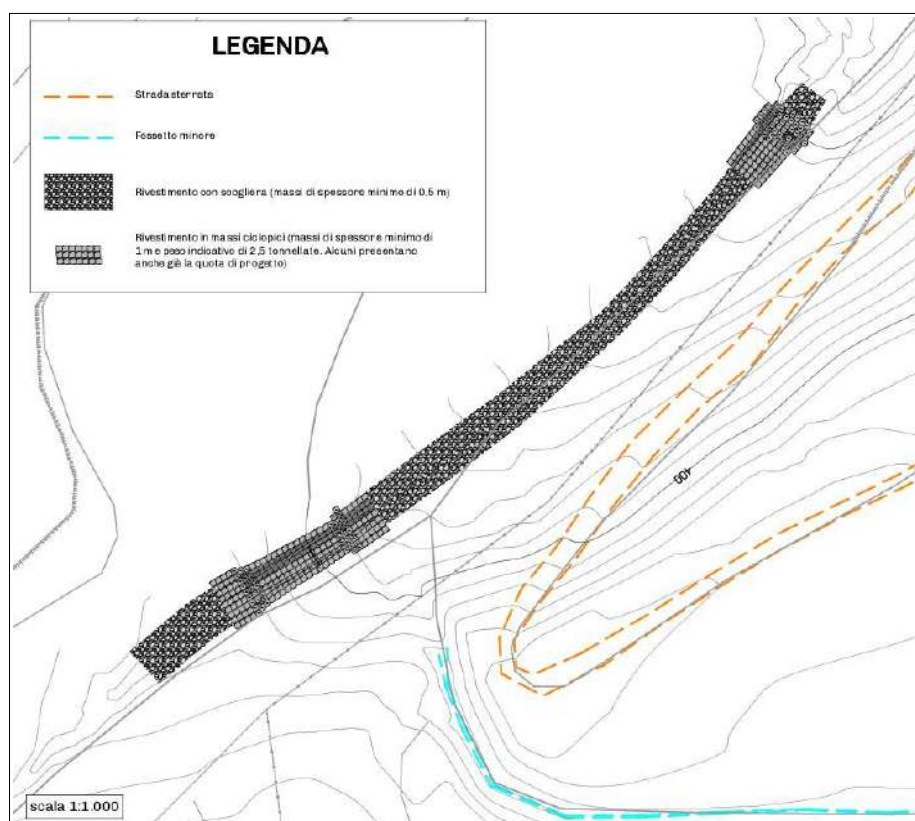 LEGENDA
Strada sterrata
Fossetto minore
Rivestimento con scogliera (massi di spessore minimo di 0,5 m)
Rivestimento in massi ciclopici (massi di spessore minimo di
1m e peso indicativo di 2,5 tonnellate. Alcuni presentano
anche già la quota di progetto)
400
scala 1:1.000